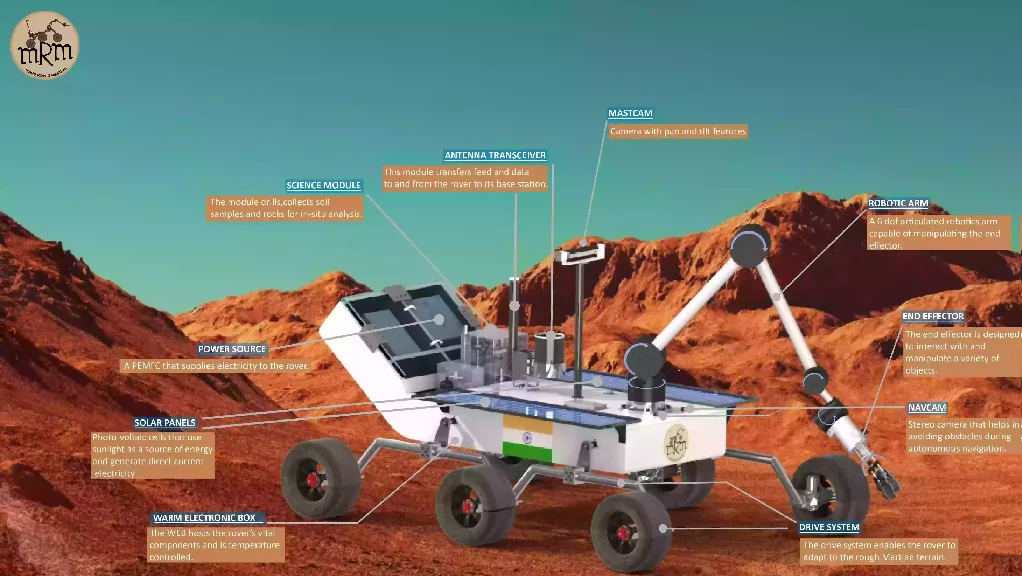 mRm
MASTCAM
Camera with pan and tilt features
ANTENNA TRANSCEIVER
This module transfers feed and data
to and from the rover to its base station.
SCIENCE MODULE
The module drills,collects soil
samples and rocks for in-situ analysis.
ROBOTIC ARM
A 6 dof articulated robotics arm
capable of manipulating the end
effector.
END EFFECTOR
The end effector is designed
to interact with and
manipulate a variety of
objects.
POWER SOURCE
A PEMFC that supplies electricity to the rover.
NAVCAM
Stereo camera that helps in
avoiding obstacles during
autonomous navigation.
SOLAR PANELS
Photo-voltaic cells that use
sunlight as a source of energy
and generate direct current
electricity
mRm
WARM ELECTRONIC BOX
The WEB hosts the rover's vital
components and is temperature
controlled.
DRIVE SYSTEM
The drive system enables the rover to
adapt to the rough Martian terrain.